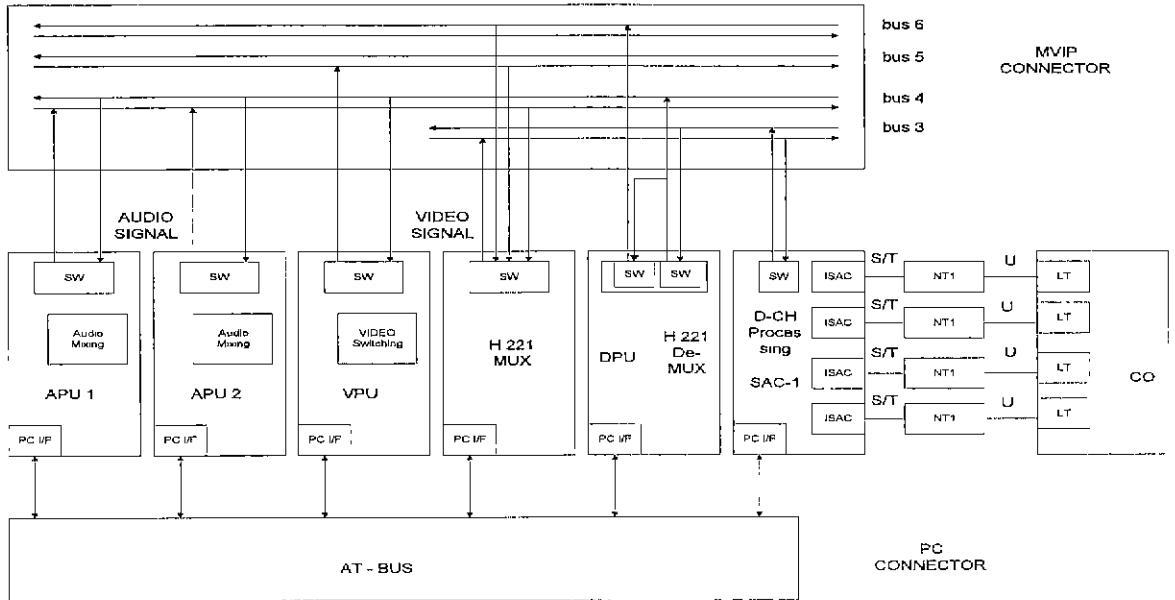 bus 6
bus 5
bus 4
bus 3
MVIP
CONNECTOR
AUDIO
SIGNAL
VIDEO
SIGNAL
SW
Audio
Mixing
APU 1
PC I/F
SW
Audio
Mixing
APU 2
PC I/F
SW
VIDEO
Switching
VPU
PC I/F
SW
H 221
MUX
PC I/F
SW
SW
DPU
H 221
De-
MUX
PC I/F
SW
D-CH
Proces
sing
SAC-1
PC I/F
ISAC
S/T
NT1
U
LT
ISAC
S/T
NT1
U
LT
ISAC
S/T
NT1
U
LT
ISAC
S/T
NT1
U
LT
CO
AT - BUS
PC
CONNECTOR